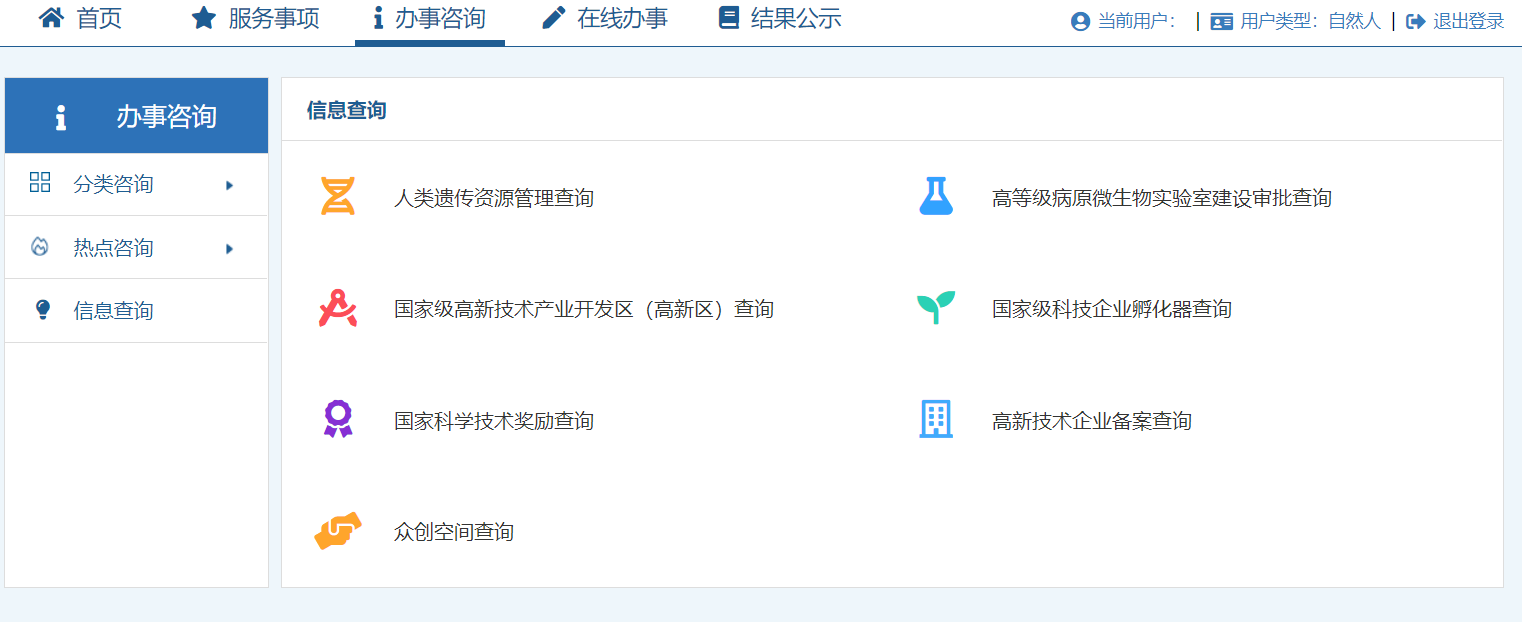 首页 服务事项 办事咨询 在线办事 结果公示 当前用户： | 用户类型：自然人 | 退出登录
办事咨询
分类咨询
热点咨询
信息查询
信息查询
人类遗传资源管理查询 高等级病原微生物实验室建设审批查询
国家级高新技术产业开发区（高新区）查询 国家级科技企业孵化器查询
国家科学技术奖励查询 高新技术企业备案查询
众创空间查询